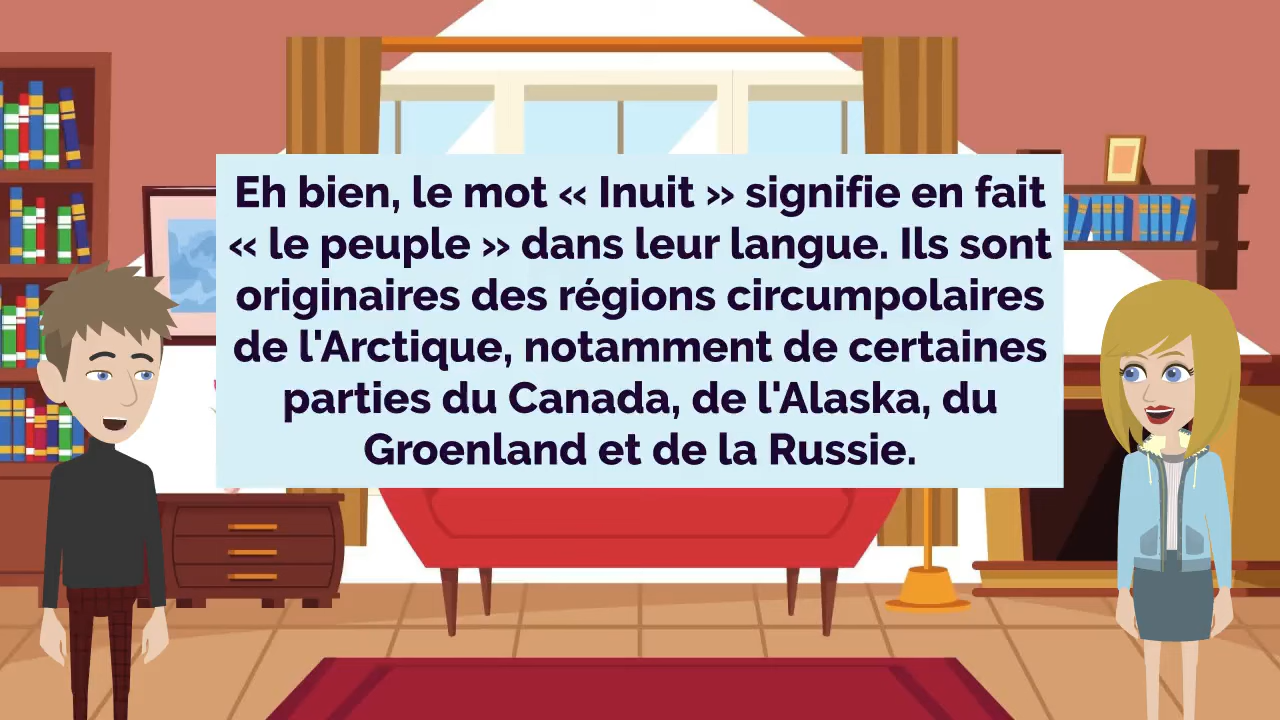 Eh bien, le mot « Inuit » signifie en fait
« le peuple » dans leur langue. Ils sont
originaires des régions circumpolaires
de l'Arctique, notamment de certaines
parties du Canada, de l'Alaska, du
Groenland et de la Russie.